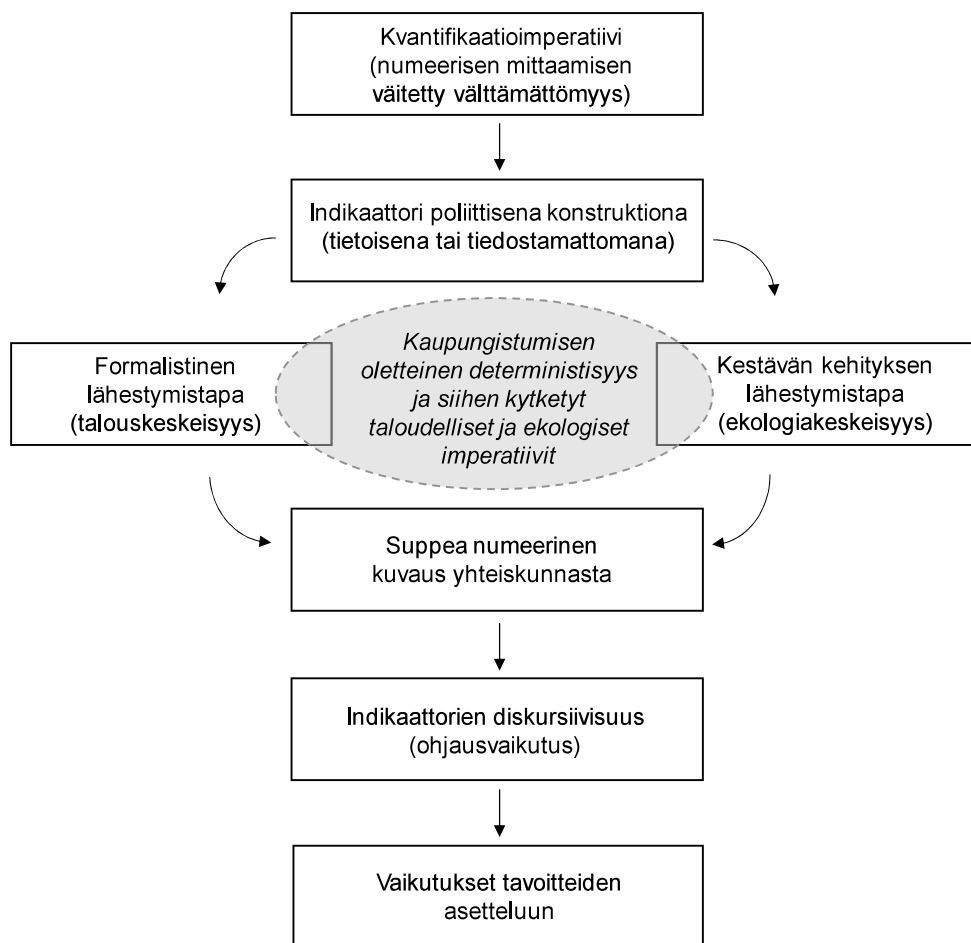 Kvantifikaatioimperatiivi
(numeerisen mittaamisen
väitetty välttämättömyys)
Indikaattori poliittisena konstruktiona
(tietoisena tai tiedostamattomana)
Formalistinen
lähestymistapa
(talouskeskeisyys)
Kaupungistumisen
oletteinen deterministisyys
ja siihen kytketyt
taloudelliset ja ekologiset
imperatiivit
Kestävän kehityksen
lähestymistapa
(ekologiakeskeisyys)
Suppea numeerinen
kuvaus yhteiskunnasta
Indikaattorien diskursiivisuus
(ohjausvaikutus)
Vaikutukset tavoitteiden
asetteluun